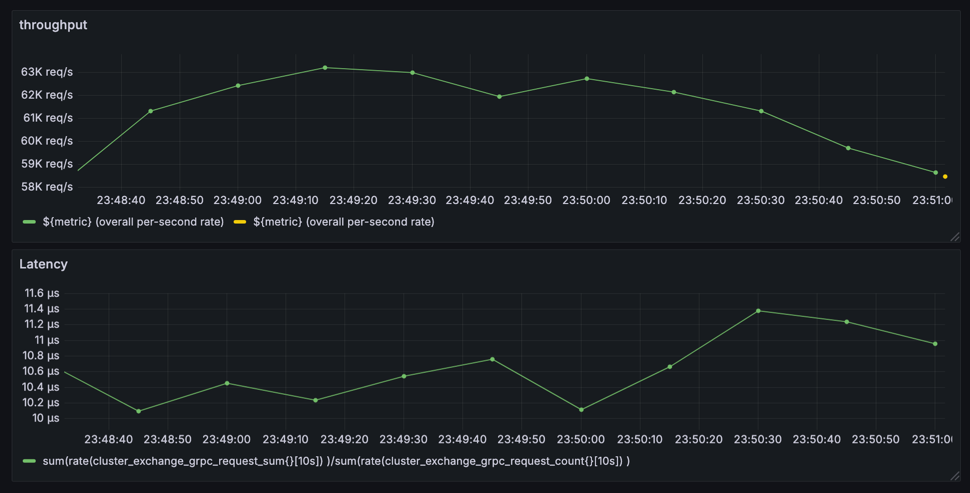 throughput
63K req/s
62K req/s
61K req/s
60K req/s
59K req/s
58K req/s
23:48:40 23:48:50 23:49:00 23:49:10 23:49:20 23:49:30 23:49:40 23:49:50 23:50:00 23:50:10 23:50:20 23:50:30 23:50:40 23:50:50 23:51:0
${metric} (overall per-second rate) ${metric} (overall per-second rate)
Latency
11.6 µs
11.4 µs
11.2 µs
11 µs
10.8 µs
10.6 µs
10.4 µs
10.2 µs
10 µs
23:48:40 23:48:50 23:49:00 23:49:10 23:49:20 23:49:30 23:49:40 23:49:50 23:50:00 23:50:10 23:50:20 23:50:30 23:50:40 23:50:50 23:51:0
sum(rate(cluster_exchange_grpc_request_sum{}[10s]) )/sum(rate(cluster_exchange_grpc_request_count{}[10s]) )